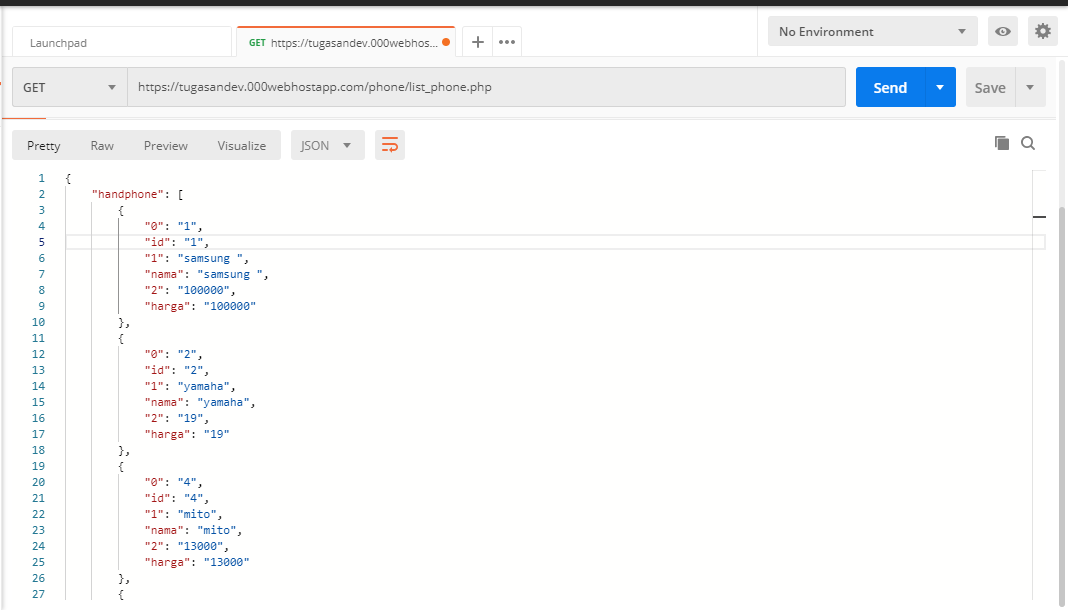 Launchpad
GET https://tugasandev.000webhos...
No Environment
GET
https://tugasandev.000webhostapp.com/phone/list_phone.php
Send
Save
Pretty Raw Preview Visualize JSON
1 {
2 "handphone": [
3 {
4 "0": "1",
5 "id": "1",
6 "1": "samsung ",
7 "nama": "samsung ",
8 "2": "100000",
9 "harga": "100000"
10 },
11 {
12 "0": "2",
13 "id": "2",
14 "1": "yamaha",
15 "nama": "yamaha",
16 "2": "19",
17 "harga": "19"
18 },
19 {
20 "0": "4",
21 "id": "4",
22 "1": "mito",
23 "nama": "mito",
24 "2": "13000",
25 "harga": "13000"
26 },
27 {